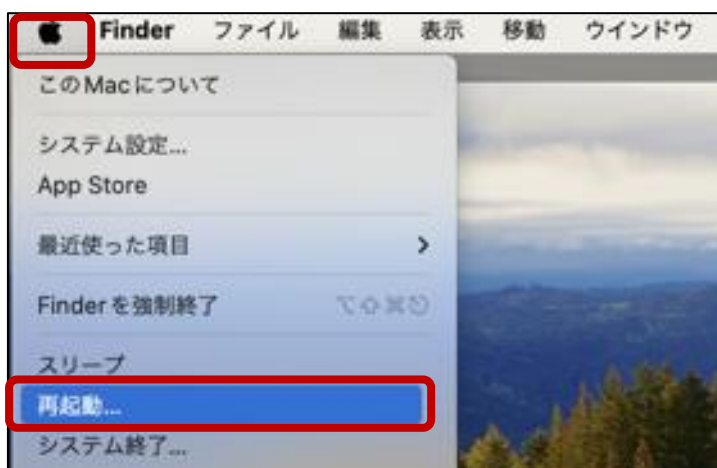 Finder ファイル 編集 表示 移動 ウインドウ
このMacについて
システム設定...
App Store
最近使った項目 >
Finderを強制終了 ⌥⇧⌘⎋
スリープ
再起動...
システム終了...